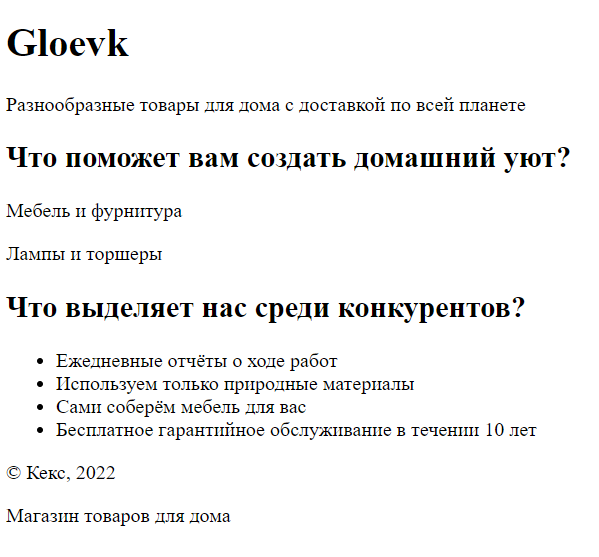 Gloevk
Разнообразные товары для дома с доставкой по всей планете
Что поможет вам создать домашний уют?
Мебель и фурнитура
Лампы и торшеры
Что выделяет нас среди конкурентов?
• Ежедневные отчёты о ходе работ
• Используем только природные материалы
• Сами соберём мебель для вас
• Бесплатное гарантийное обслуживание в течении 10 лет
© Кекс, 2022
Магазин товаров для дома